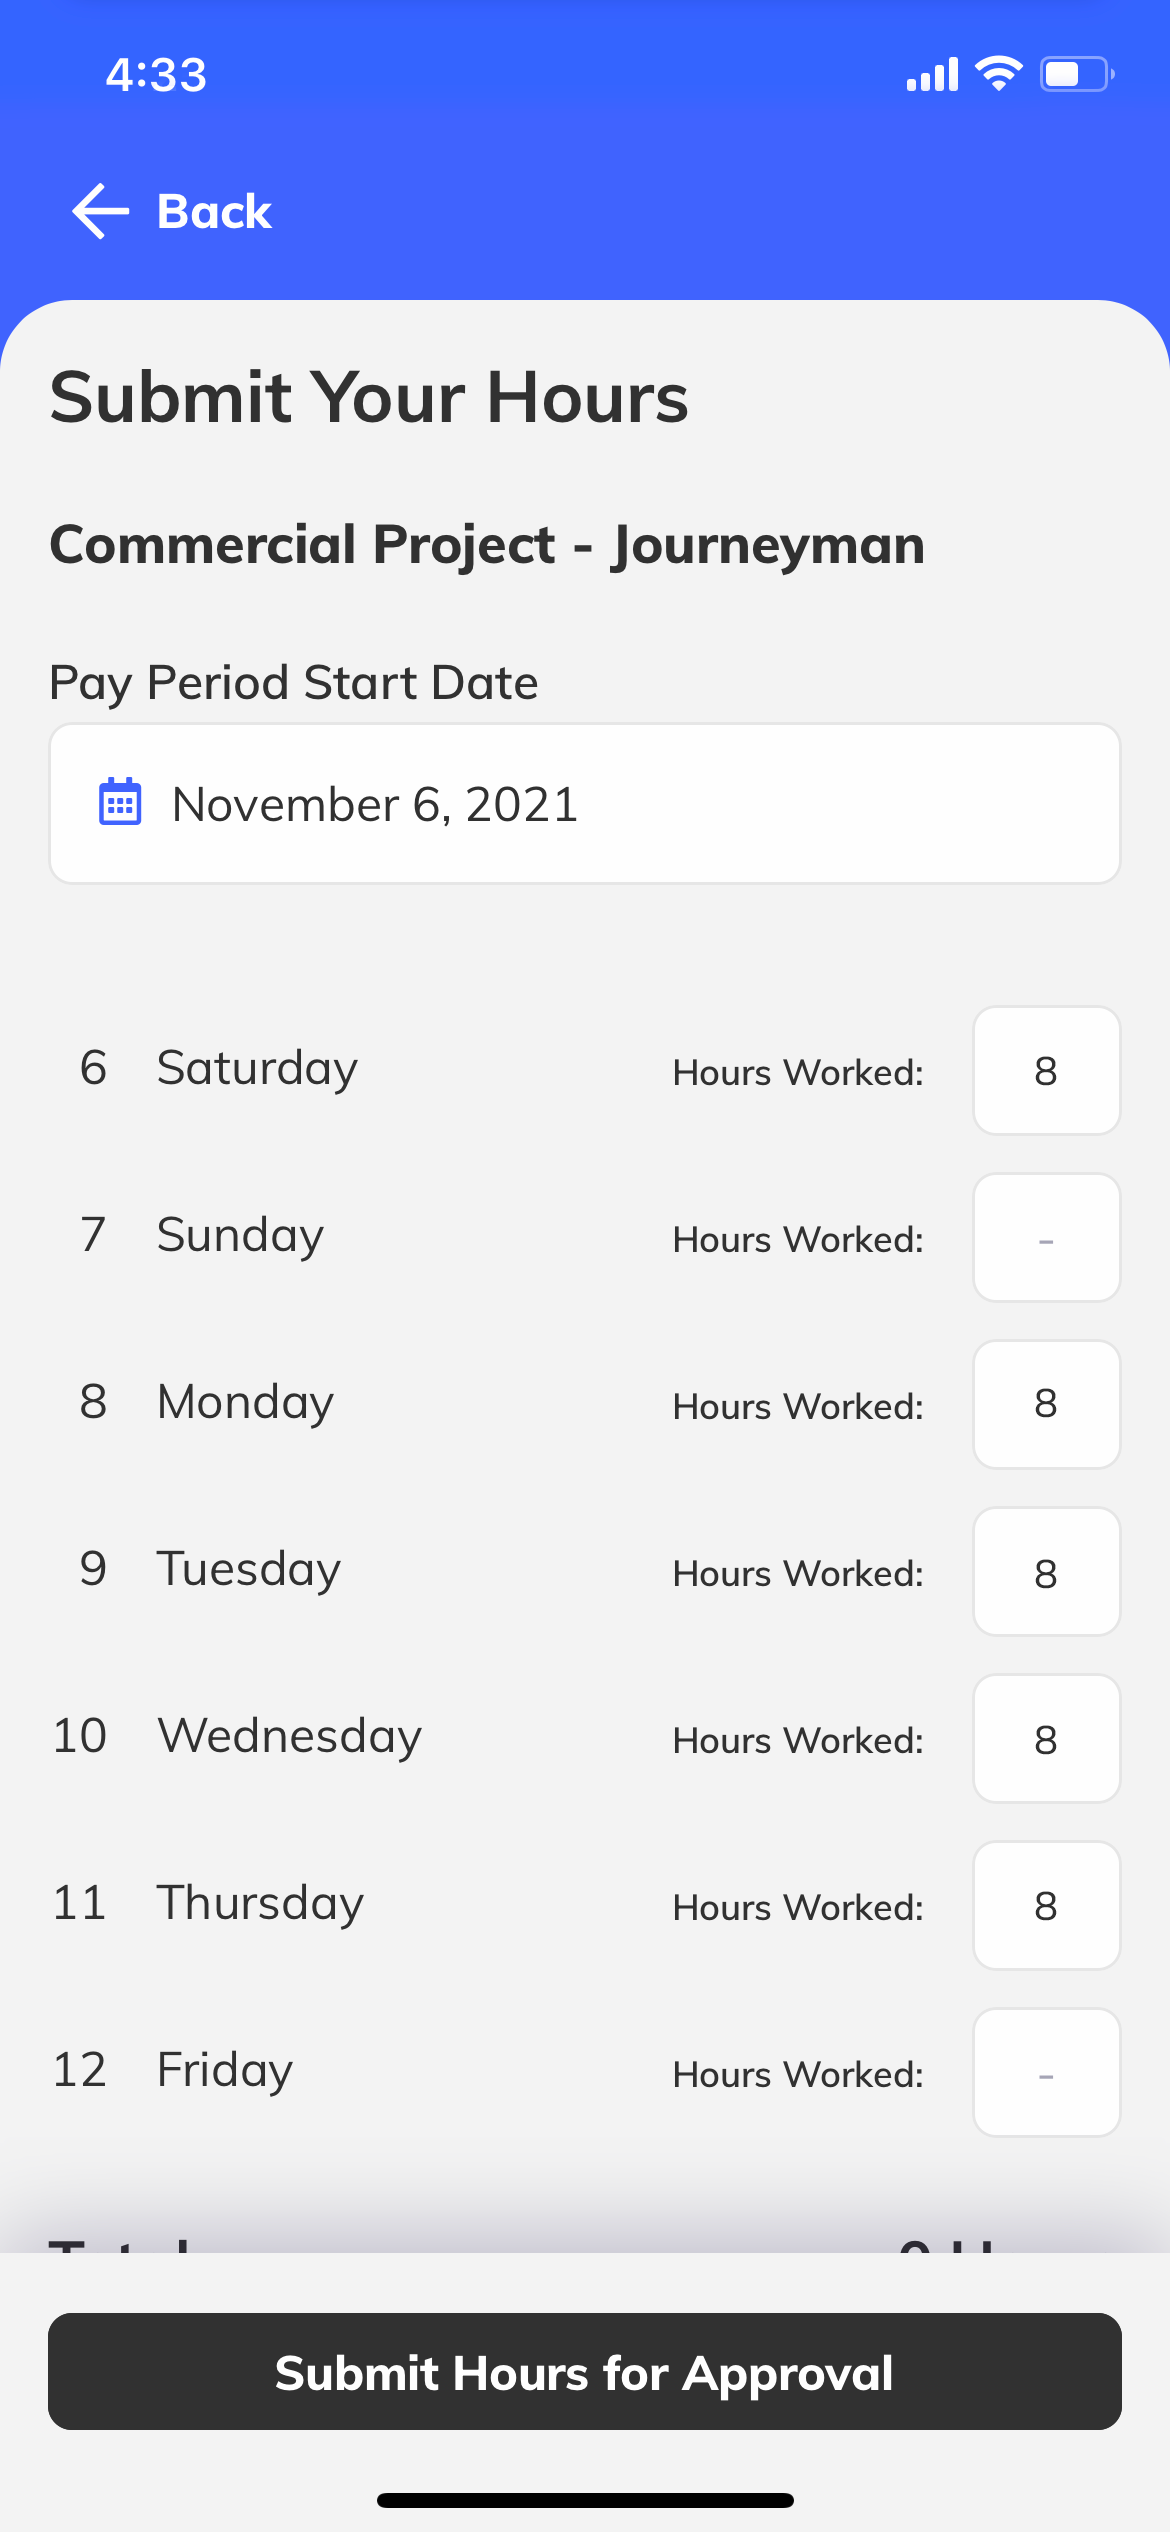 4:33
Back
Submit Your Hours
Commercial Project - Journeyman
Pay Period Start Date
November 6, 2021
6 Saturday Hours Worked: 8
7 Sunday Hours Worked: -
8 Monday Hours Worked: 8
9 Tuesday Hours Worked: 8
10 Wednesday Hours Worked: 8
11 Thursday Hours Worked: 8
12 Friday Hours Worked: -
Submit Hours for Approval